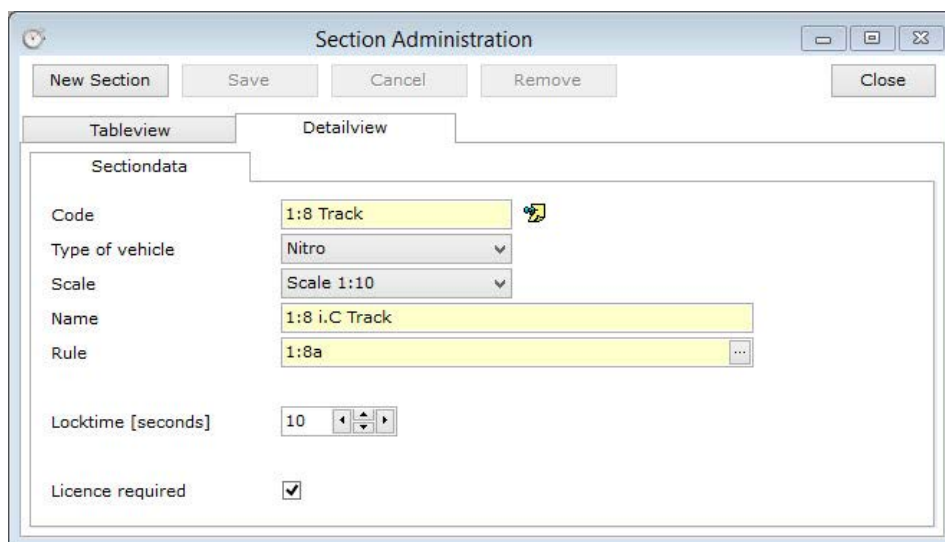 Section Administration
New Section Save Cancel Remove Close
Tableview Detailview
Sectiondata
Code 1:8 Track
Type of vehicle Nitro
Scale Scale 1:10
Name 1:8 i.C Track
Rule 1:8a ...
Locktime [seconds] 10
Licence required